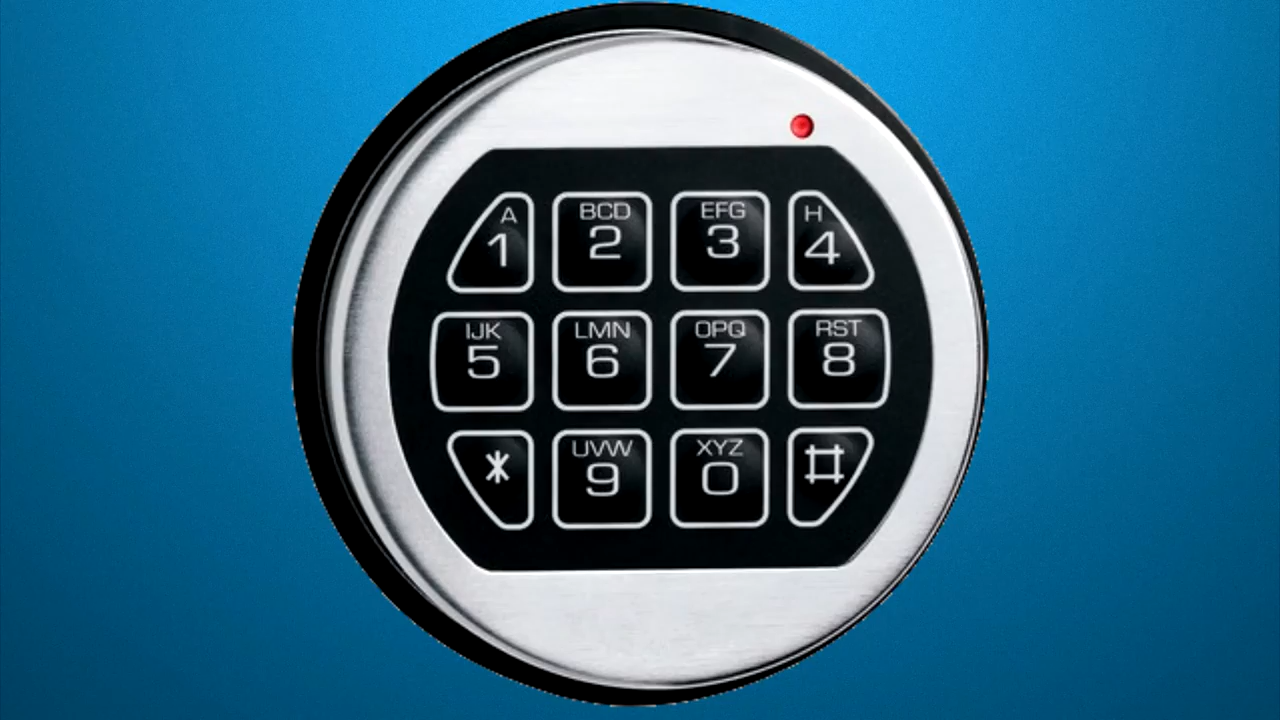 A BCD EFG H
1 2 3 4
IJK LMN OPQ RST
5 6 7 8
UVW XYZ
* 9 0 #